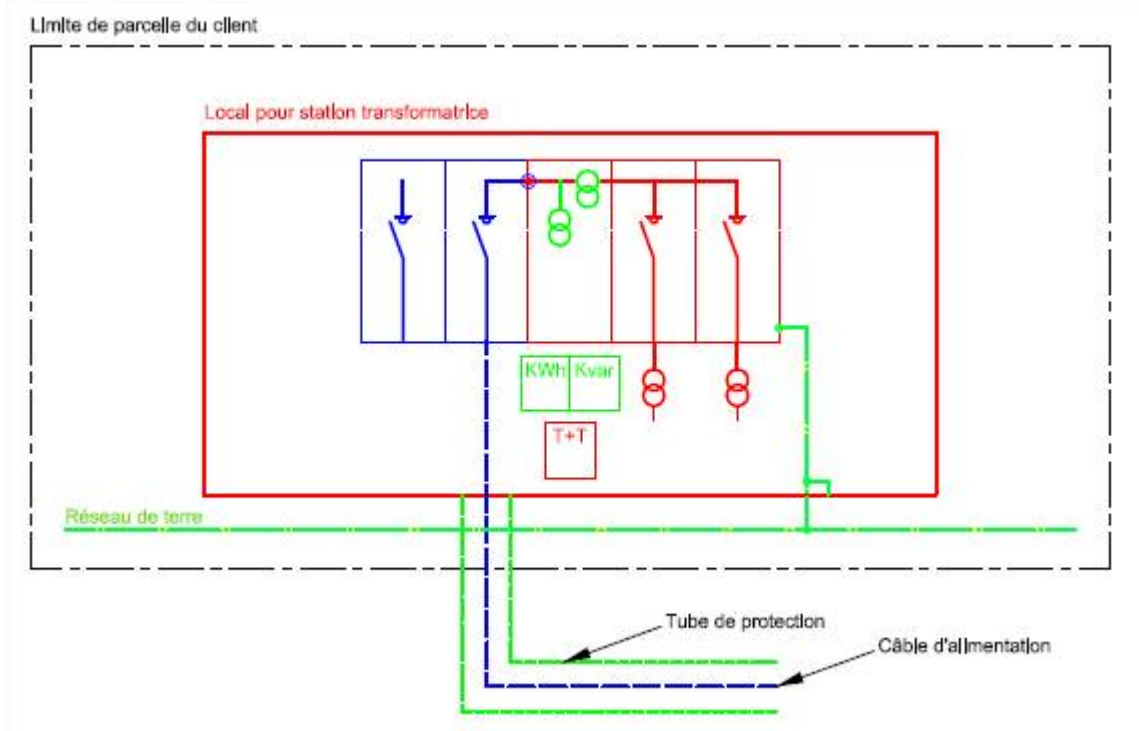 Limite de parcelle du client
Local pour station transformatrice
KWh Kvar
T+T
Réseau de terre
Tube de protection
Câble d'alimentation